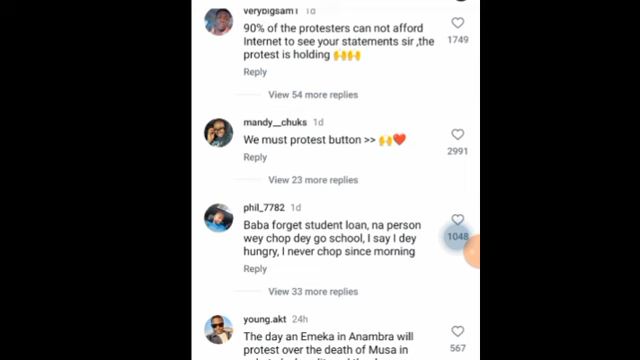 verybigsam1 1d
90% of the protesters can not afford
Internet to see your statements sir ,the
protest is holding 🙌🙌
1749
Reply
View 54 more replies
mandy__chuks 1d
We must protest button >> 🙌❤️
2991
Reply
View 23 more replies
phil_7782 1d
Baba forget student loan, na person
wey chop dey go school, I say I dey
hungry, I never chop since morning
1048
Reply
View 33 more replies
young.akt 24h
The day an Emeka in Anambra will
protest over the death of Musa in
567